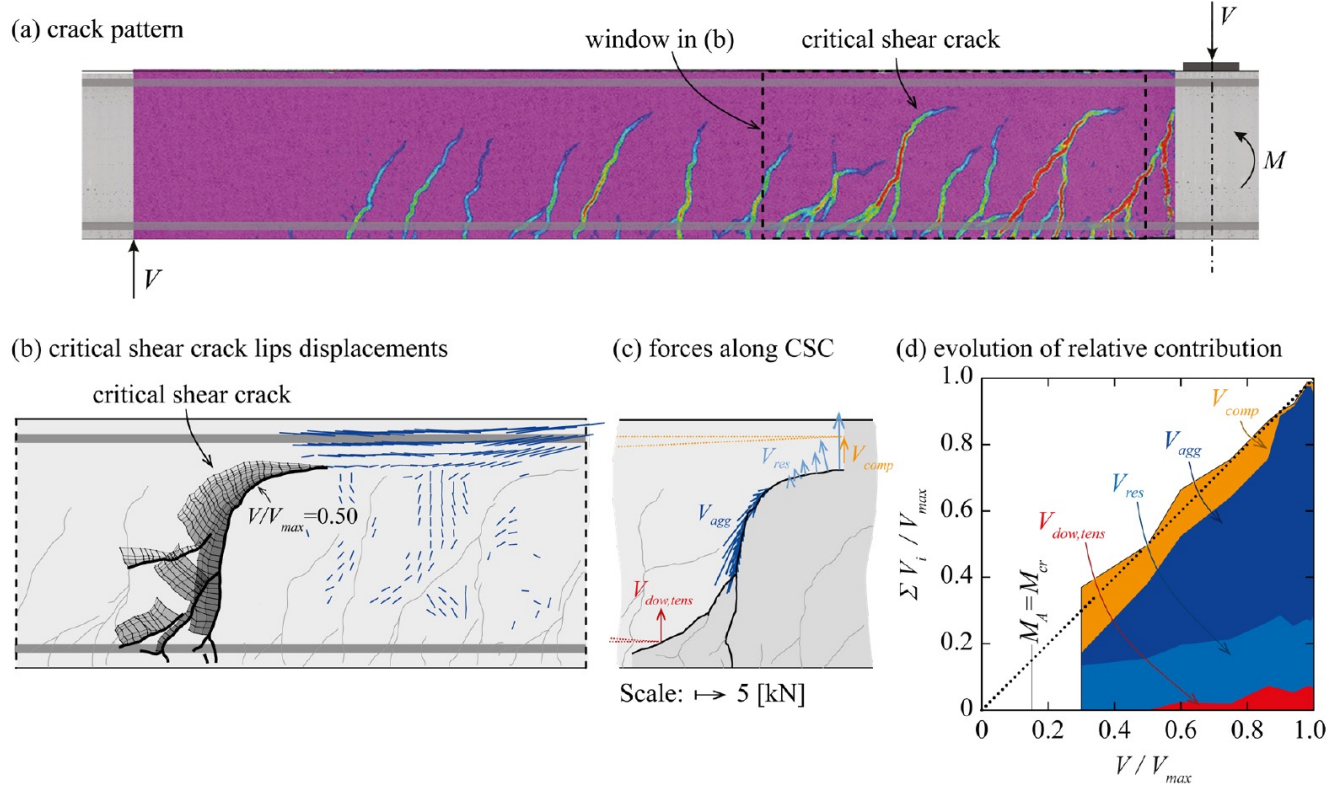 (a) crack pattern
window in (b)
critical shear crack
V
M
V
(b) critical shear crack lips displacements
critical shear crack
V/Vmax=0.50
(c) forces along CSC
Vres
Vcomp
Vagg
Vdow,tens
Scale: ↦ 5 [kN]
(d) evolution of relative contribution
1.0
0.8
0.6
0.4
0.2
0
Σ Vi / Vmax
Vcomp
Vagg
Vres
Vdow,tens
MA = Mcr
0 0.2 0.4 0.6 0.8 1.0
V / Vmax